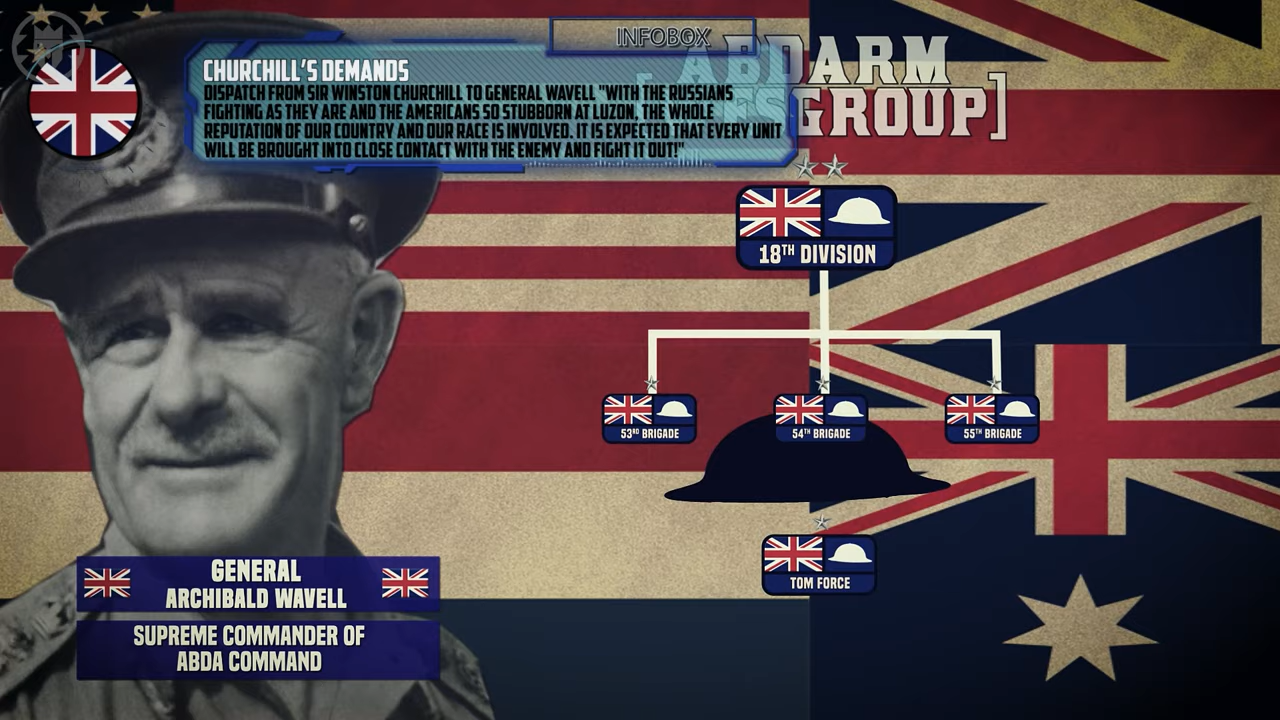 INFOBOX
ABDARM
GROUP]
CHURCHILL'S DEMANDS
DISPATCH FROM SIR WINSTON CHURCHILL TO GENERAL WAVELL "WITH THE RUSSIANS
FIGHTING AS THEY ARE AND THE AMERICANS SO STUBBORN AT LUZON, THE WHOLE
REPUTATION OF OUR COUNTRY AND OUR RACE IS INVOLVED. IT IS EXPECTED THAT EVERY UNIT
WILL BE BROUGHT INTO CLOSE CONTACT WITH THE ENEMY AND FIGHT IT OUT!"
18TH DIVISION
53RD BRIGADE
54TH BRIGADE
55TH BRIGADE
TOM FORCE
GENERAL
ARCHIBALD WAVELL
SUPREME COMMANDER OF
ABDA COMMAND